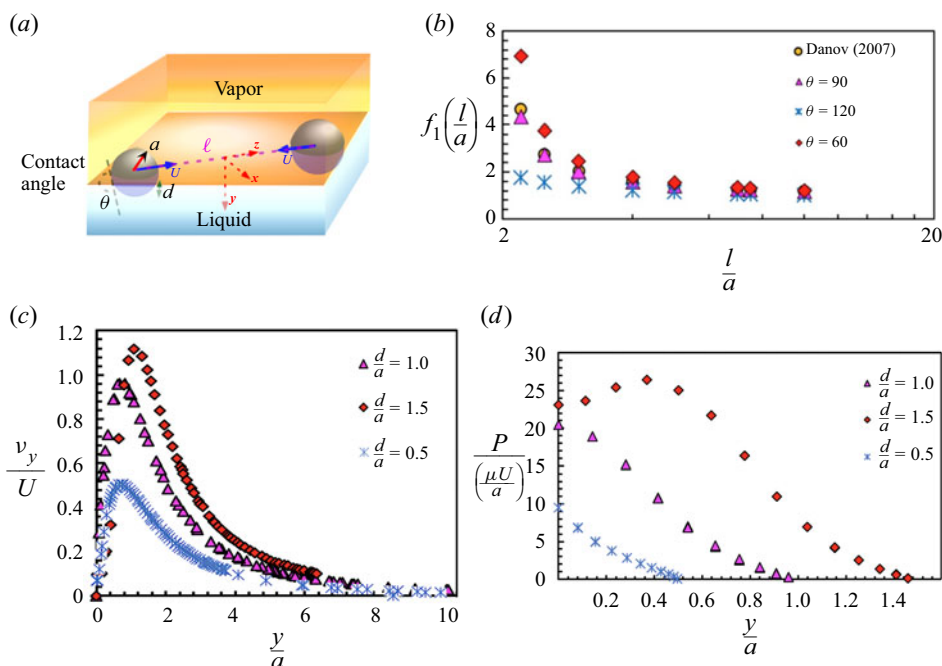 (a)
Vapor
a
ℓ
z
U
U
Contact
angle
x
d
θ
y
Liquid
(b)
8
6
4
2
0
f₁(l/a)
Danov (2007)
θ = 90
θ = 120
θ = 60
2
20
l/a
(c)
1.2
1.0
0.8
0.6
0.4
0.2
0
v_y/U
d/a = 1.0
d/a = 1.5
d/a = 0.5
0
2
4
6
8
10
y/a
(d)
30
25
20
15
10
5
0
P/(μU/a)
d/a = 1.0
d/a = 1.5
d/a = 0.5
0.2
0.4
0.6
0.8
1.0
1.2
1.4
y/a